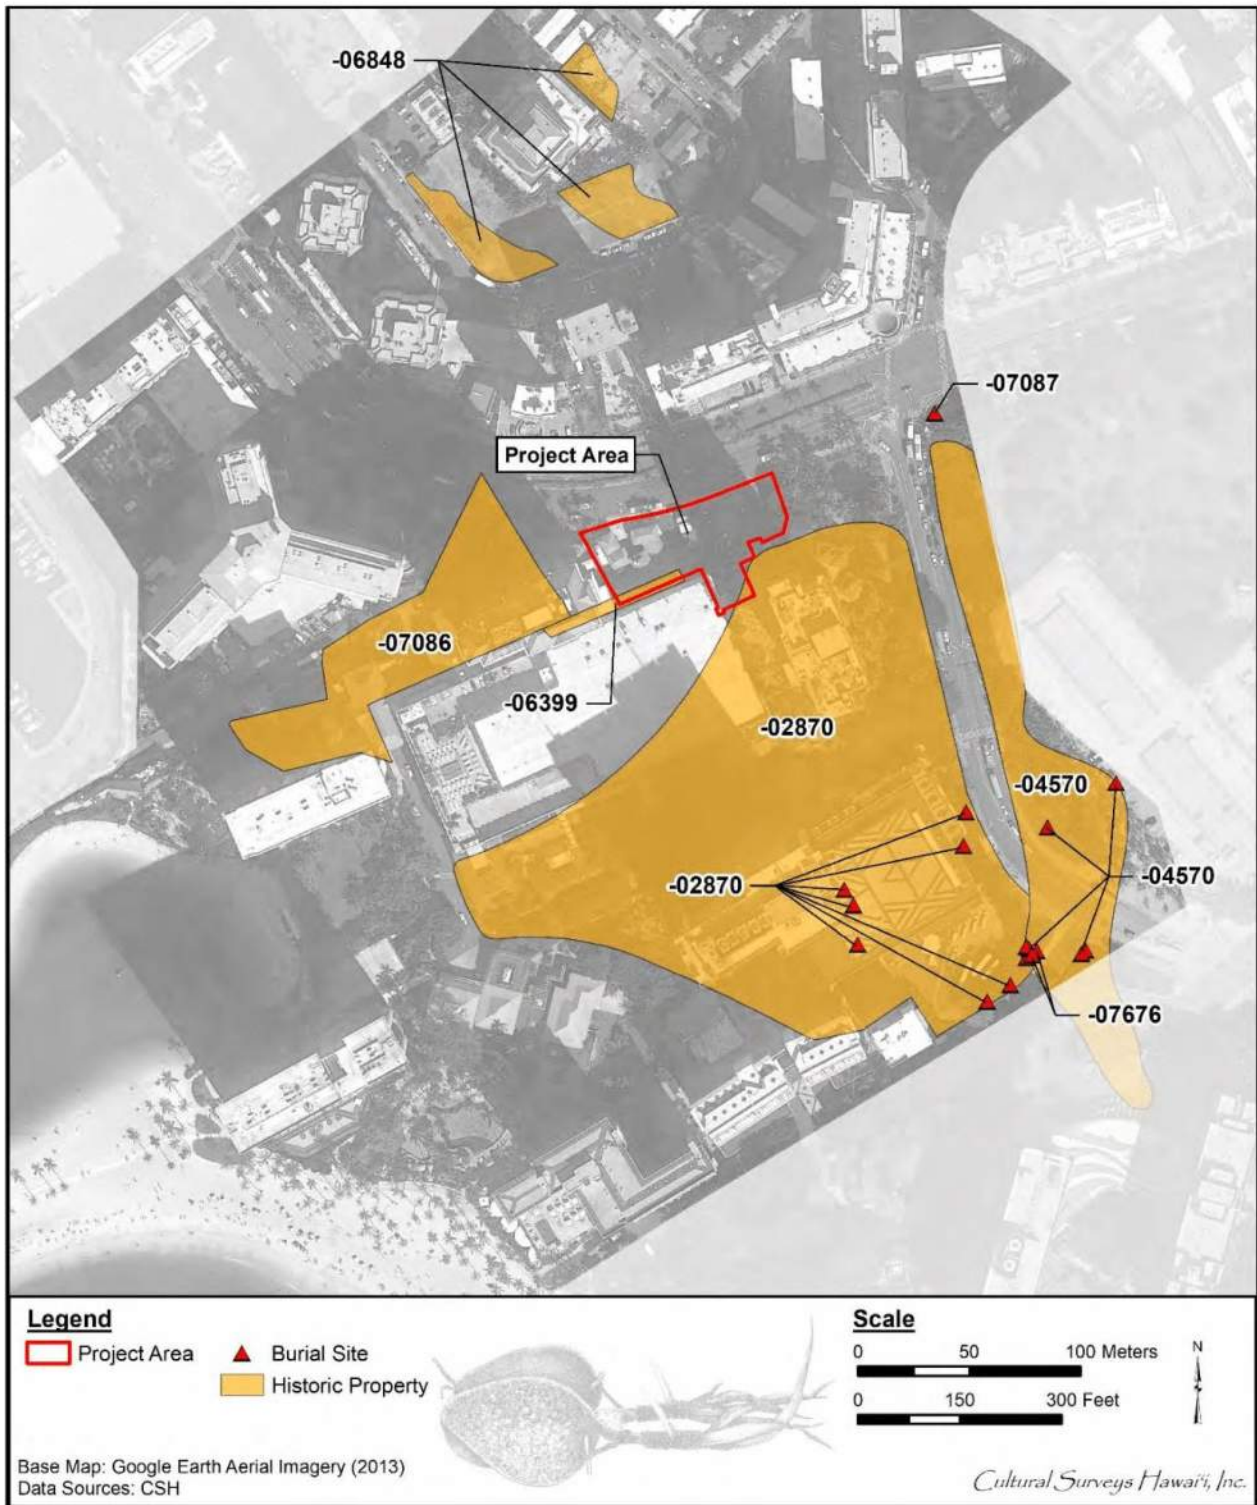 -06848
-07087
Project Area
-07086
-06399
-02870
-04570
-02870
-04570
-07676
Legend
Project Area
Burial Site
Historic Property
Base Map: Google Earth Aerial Imagery (2013)
Data Sources: CSH
Scale
0 50 100 Meters
0 150 300 Feet
N
Cultural Surveys Hawai'i, Inc.